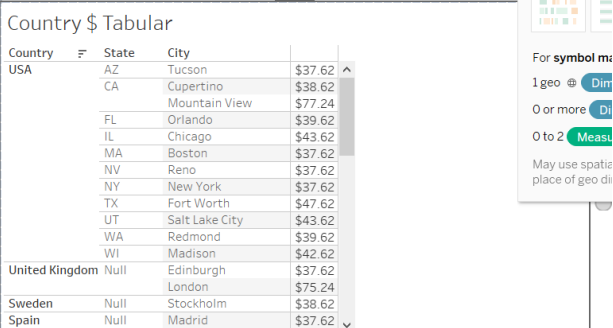 Country $ Tabular
Country State City
USA AZ Tucson $37.62
CA Cupertino $38.62
Mountain View $77.24
FL Orlando $39.62
IL Chicago $43.62
MA Boston $37.62
NV Reno $37.62
NY New York $37.62
TX Fort Worth $47.62
UT Salt Lake City $43.62
WA Redmond $39.62
WI Madison $42.62
United Kingdom Null Edinburgh $37.62
London $75.24
Sweden Null Stockholm $38.62
Spain Null Madrid $37.62
For symbol ma
1 geo Dim
0 or more Di
0 to 2 Measu
May use spatia
place of geo di